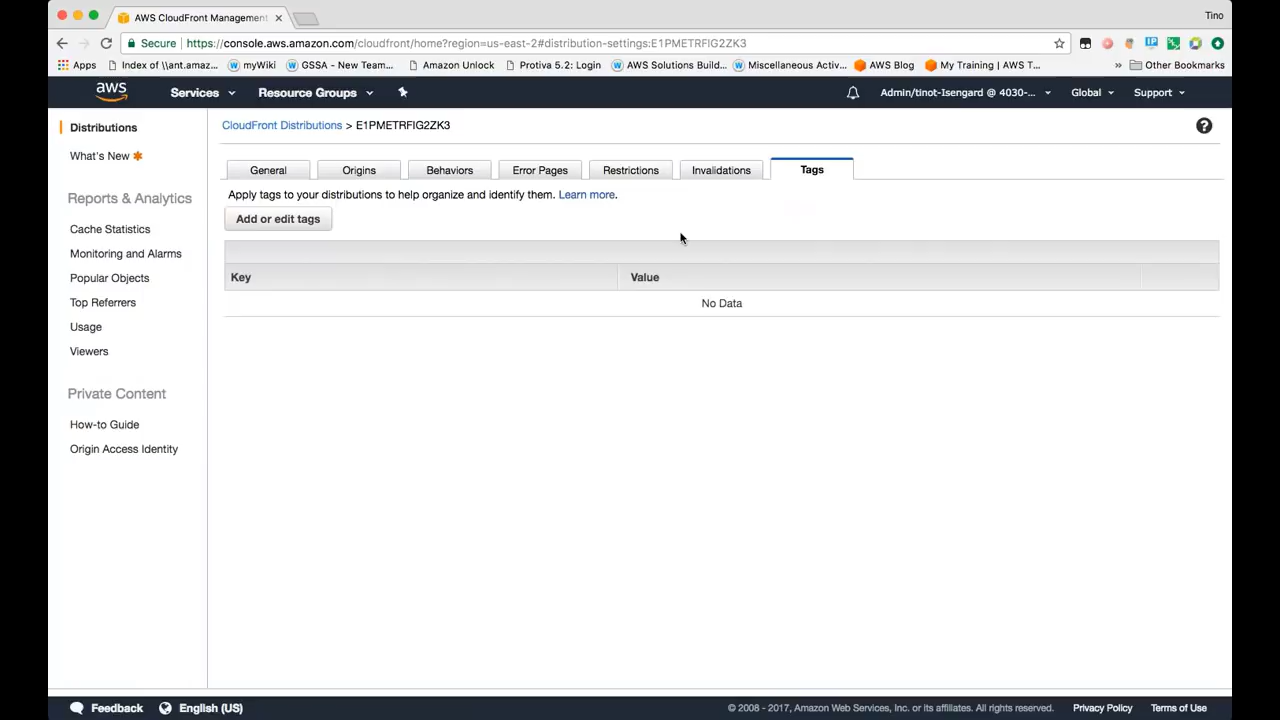 AWS CloudFront Management
Tino
Secure
https://console.aws.amazon.com/cloudfront/home?region=us-east-2#distribution-settings:E1PMETRFIG2ZK3
Apps Index of \\ant.amaz... myWiki GSSA - New Team... Amazon Unlock Protiva 5.2: Login AWS Solutions Build... Miscellaneous Activ... AWS Blog My Training | AWS T... » Other Bookmarks
aws Services Resource Groups Admin/tinot-Isengard @ 4030-... Global Support
Distributions
What's New
Reports & Analytics
Cache Statistics
Monitoring and Alarms
Popular Objects
Top Referrers
Usage
Viewers
Private Content
How-to Guide
Origin Access Identity
CloudFront Distributions > E1PMETRFIG2ZK3
General Origins Behaviors Error Pages Restrictions Invalidations Tags
Apply tags to your distributions to help organize and identify them. Learn more.
Add or edit tags
Key Value
No Data
Feedback English (US) © 2008 - 2017, Amazon Web Services, Inc. or its affiliates. All rights reserved. Privacy Policy Terms of Use